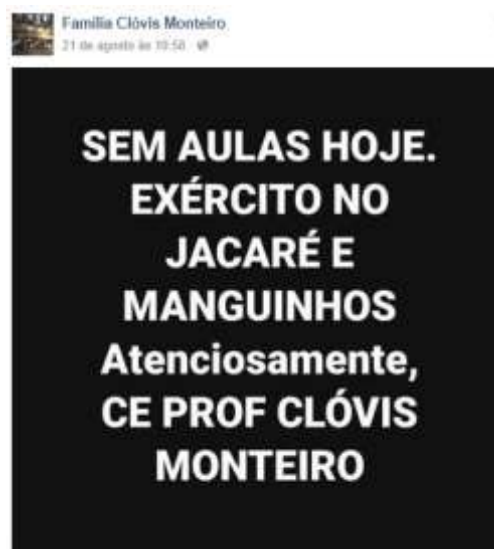 Família Clóvis Monteiro
21 de agosto às 10:58
SEM AULAS HOJE.
EXÉRCITO NO
JACARÉ E
MANGUINHOS
Atenciosamente,
CE PROF CLÓVIS
MONTEIRO